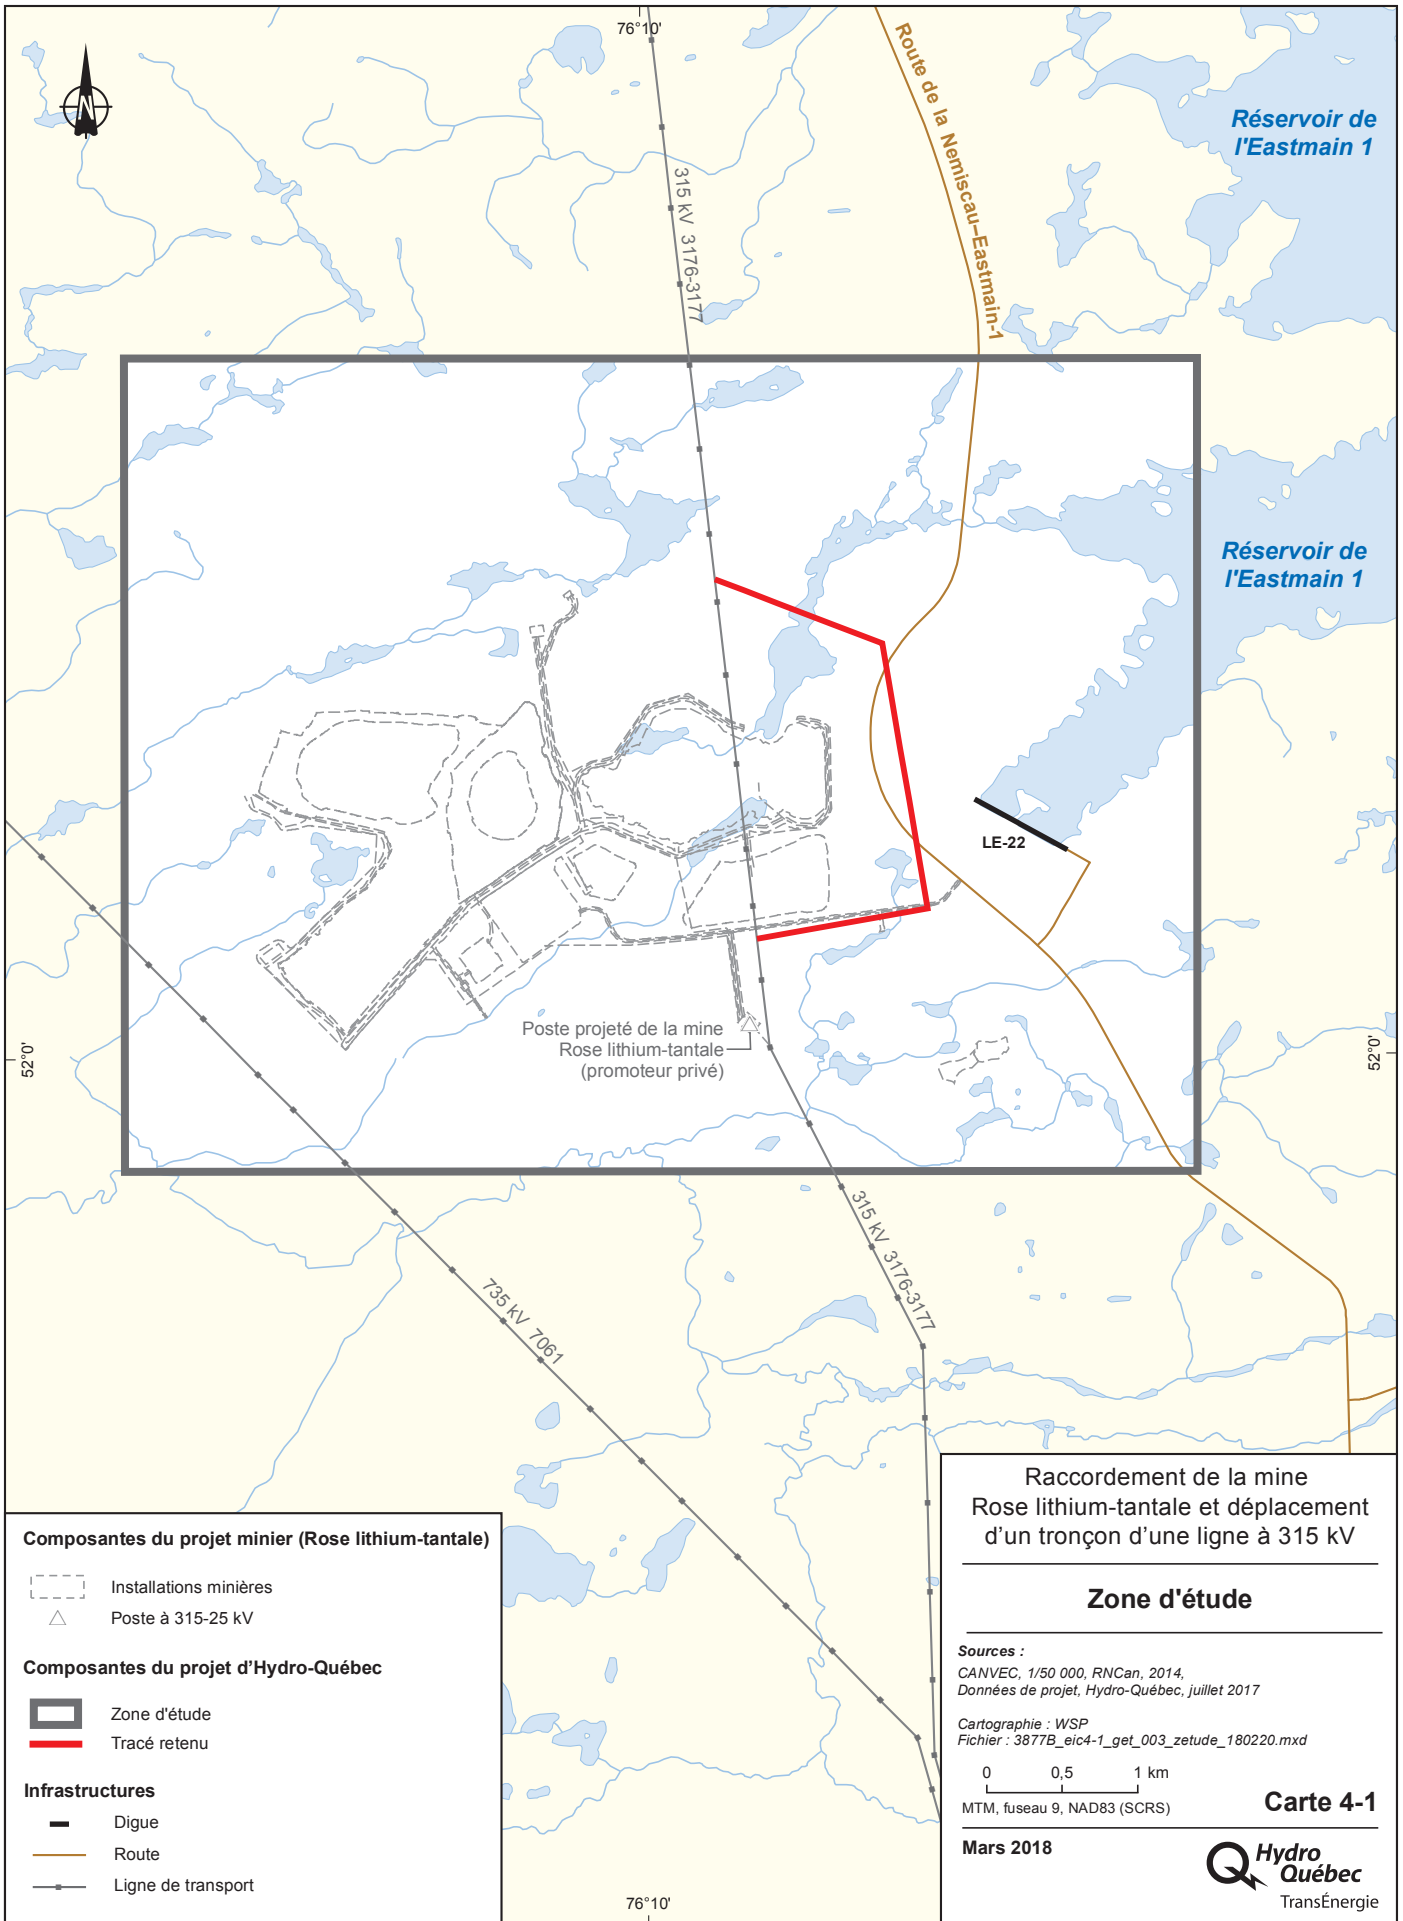 76°10'
Route de la Nemiscau–Eastmain-1
Réservoir de
l'Eastmain 1
N
315 kV 3176-3177
Réservoir de
l'Eastmain 1
LE-22
Poste projeté de la mine
Rose lithium-tantale
(promoteur privé)
52°0'
52°0'
315 kV 3176-3177
735 kV 7061
Composantes du projet minier (Rose lithium-tantale)
Installations minières
Poste à 315-25 kV
Composantes du projet d’Hydro-Québec
Zone d'étude
Tracé retenu
Infrastructures
Digue
Route
Ligne de transport
76°10'
Raccordement de la mine
Rose lithium-tantale et déplacement
d’un tronçon d’une ligne à 315 kV
Zone d'étude
Sources :
CANVEC, 1/50 000, RNCan, 2014,
Données de projet, Hydro-Québec, juillet 2017
Cartographie : WSP
Fichier : 3877B_eic4-1_get_003_zetude_180220.mxd
0 0,5 1 km
MTM, fuseau 9, NAD83 (SCRS)
Carte 4-1
Mars 2018
Hydro
Québec
TransÉnergie